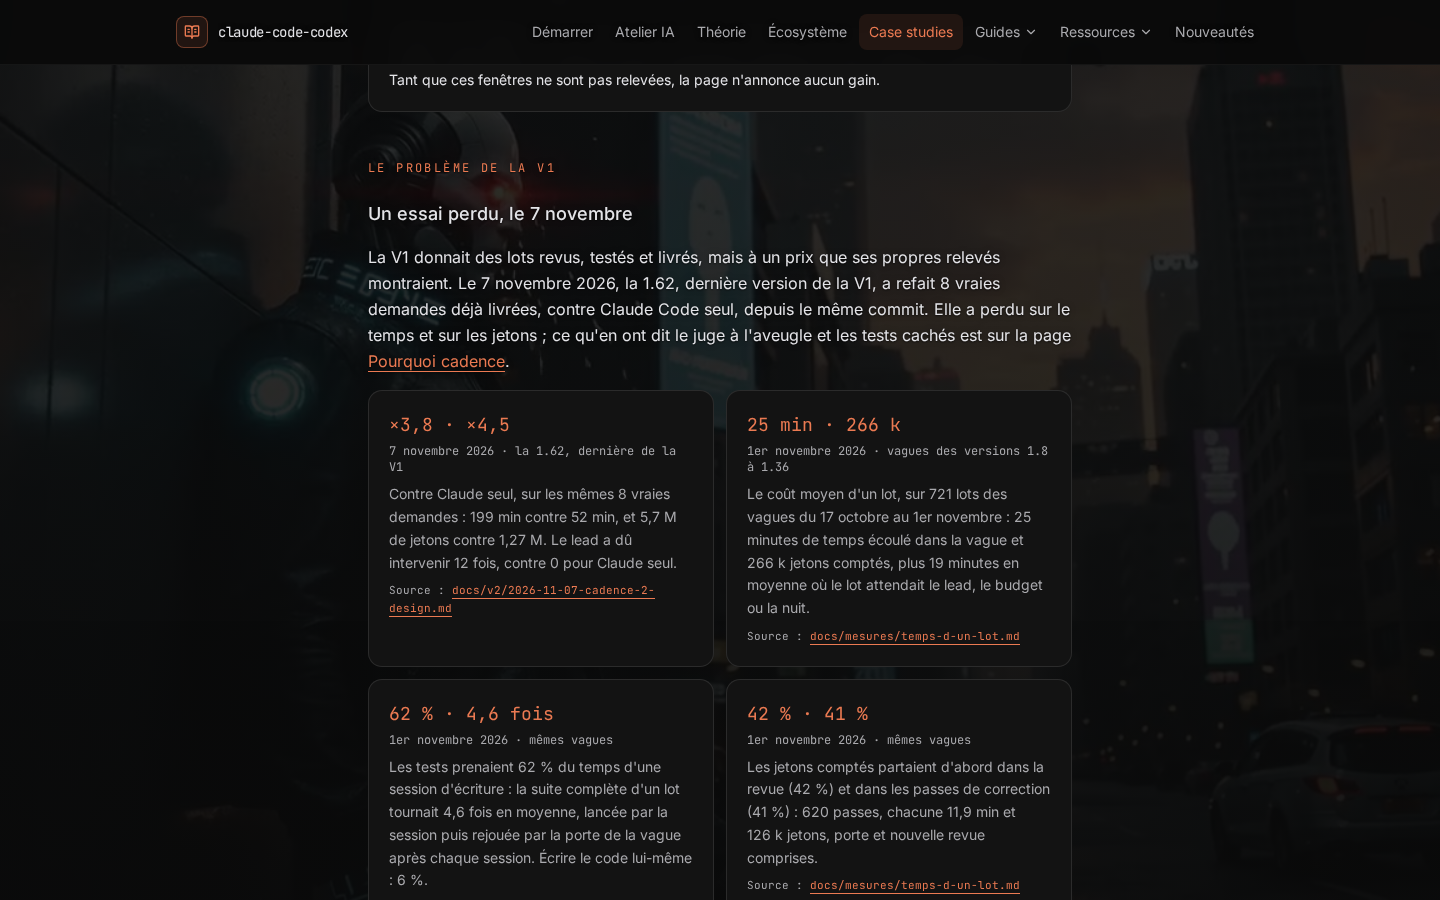 claude-code-codex
Démarrer
Atelier IA
Théorie
Écosystème
Case studies
Guides
Ressources
Nouveautés
Tant que ces fenêtres ne sont pas relevées, la page n'annonce aucun gain.
LE PROBLÈME DE LA V1
Un essai perdu, le 7 novembre
La V1 donnait des lots revus, testés et livrés, mais à un prix que ses propres relevés
montraient. Le 7 novembre 2026, la 1.62, dernière version de la V1, a refait 8 vraies
demandes déjà livrées, contre Claude Code seul, depuis le même commit. Elle a perdu sur le
temps et sur les jetons ; ce qu'en ont dit le juge à l'aveugle et les tests cachés est sur la page
Pourquoi cadence.
×3,8 · ×4,5
7 novembre 2026 · la 1.62, dernière de la
V1
Contre Claude seul, sur les mêmes 8 vraies
demandes : 199 min contre 52 min, et 5,7 M
de jetons contre 1,27 M. Le lead a dû
intervenir 12 fois, contre 0 pour Claude seul.
Source : docs/v2/2026-11-07-cadence-2-
design.md
25 min · 266 k
1er novembre 2026 · vagues des versions 1.8
à 1.36
Le coût moyen d'un lot, sur 721 lots des
vagues du 17 octobre au 1er novembre : 25
minutes de temps écoulé dans la vague et
266 k jetons comptés, plus 19 minutes en
moyenne où le lot attendait le lead, le budget
ou la nuit.
Source : docs/mesures/temps-d-un-lot.md
62 % · 4,6 fois
1er novembre 2026 · mêmes vagues
Les tests prenaient 62 % du temps d'une
session d'écriture : la suite complète d'un lot
tournait 4,6 fois en moyenne, lancée par la
session puis rejouée par la porte de la vague
après chaque session. Écrire le code lui-même
: 6 %.
42 % · 41 %
1er novembre 2026 · mêmes vagues
Les jetons comptés partaient d'abord dans la
revue (42 %) et dans les passes de correction
(41 %) : 620 passes, chacune 11,9 min et
126 k jetons, porte et nouvelle revue
comprises.
Source : docs/mesures/temps-d-un-lot.md